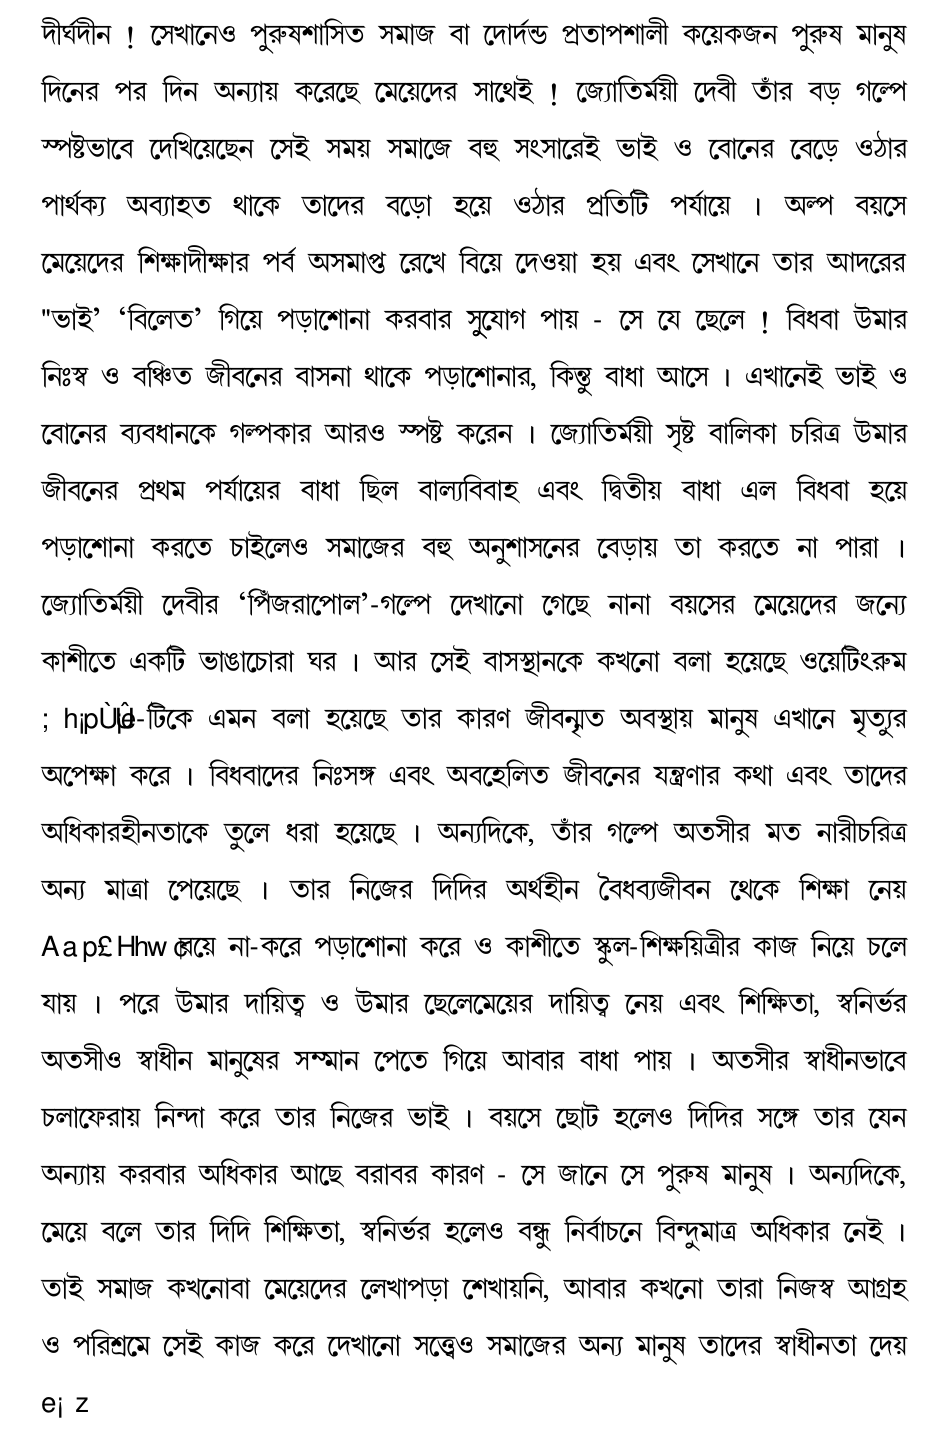 দীর্ঘদীন ! সেখানেও পুরুষশাসিত সমাজ বা দোর্দন্ড প্রতাপশালী কয়েকজন পুরুষ মানুষ
দিনের পর দিন অন্যায় করেছে মেয়েদের সাথেই ! জ্যোতির্ময়ী দেবী তাঁর বড় গল্পে
স্পষ্টভাবে দেখিয়েছেন সেই সময় সমাজে বহু সংসারেই ভাই ও বোনের বেড়ে ওঠার
পার্থক্য অব্যাহত থাকে তাদের বড়ো হয়ে ওঠার প্রতিটি পর্যায়ে । অল্প বয়সে
মেয়েদের শিক্ষাদীক্ষার পর্ব অসমাপ্ত রেখে বিয়ে দেওয়া হয় এবং সেখানে তার আদরের
"ভাই’ ‘বিলেত’ গিয়ে পড়াশোনা করবার সুযোগ পায় - সে যে ছেলে ! বিধবা উমার
নিঃস্ব ও বঞ্চিত জীবনের বাসনা থাকে পড়াশোনার, কিন্তু বাধা আসে । এখানেই ভাই ও
বোনের ব্যবধানকে গল্পকার আরও স্পষ্ট করেন । জ্যোতির্ময়ী সৃষ্ট বালিকা চরিত্র উমার
জীবনের প্রথম পর্যায়ের বাধা ছিল বাল্যবিবাহ এবং দ্বিতীয় বাধা এল বিধবা হয়ে
পড়াশোনা করতে চাইলেও সমাজের বহু অনুশাসনের বেড়ায় তা করতে না পারা ।
জ্যোতির্ময়ী দেবীর ‘পিঁজরাপোল’-গল্পে দেখানো গেছে নানা বয়সের মেয়েদের জন্যে
কাশীতে একটি ভাঙাচোরা ঘর । আর সেই বাসস্থানকে কখনো বলা হয়েছে ওয়েটিংরুম
; -টিকে এমন বলা হয়েছে তার কারণ জীবন্মৃত অবস্থায় মানুষ এখানে মৃত্যুর
অপেক্ষা করে । বিধবাদের নিঃসঙ্গ এবং অবহেলিত জীবনের যন্ত্রণার কথা এবং তাদের
অধিকারহীনতাকে তুলে ধরা হয়েছে । অন্যদিকে, তাঁর গল্পে অতসীর মত নারীচরিত্র
অন্য মাত্রা পেয়েছে । তার নিজের দিদির অর্থহীন বৈধব্যজীবন থেকে শিক্ষা নেয়
Aap£ Hhw না-করে পড়াশোনা করে ও কাশীতে স্কুল-শিক্ষয়িত্রীর কাজ নিয়ে চলে
যায় । পরে উমার দায়িত্ব ও উমার ছেলেমেয়ের দায়িত্ব নেয় এবং শিক্ষিতা, স্বনির্ভর
অতসীও স্বাধীন মানুষের সম্মান পেতে গিয়ে আবার বাধা পায় । অতসীর স্বাধীনভাবে
চলাফেরায় নিন্দা করে তার নিজের ভাই । বয়সে ছোট হলেও দিদির সঙ্গে তার যেন
অন্যায় করবার অধিকার আছে বরাবর কারণ - সে জানে সে পুরুষ মানুষ । অন্যদিকে,
মেয়ে বলে তার দিদি শিক্ষিতা, স্বনির্ভর হলেও বন্ধু নির্বাচনে বিন্দুমাত্র অধিকার নেই ।
তাই সমাজ কখনোবা মেয়েদের লেখাপড়া শেখায়নি, আবার কখনো তারা নিজস্ব আগ্রহ
ও পরিশ্রমে সেই কাজ করে দেখানো সত্ত্বেও সমাজের অন্য মানুষ তাদের স্বাধীনতা দেয়
e¡ z